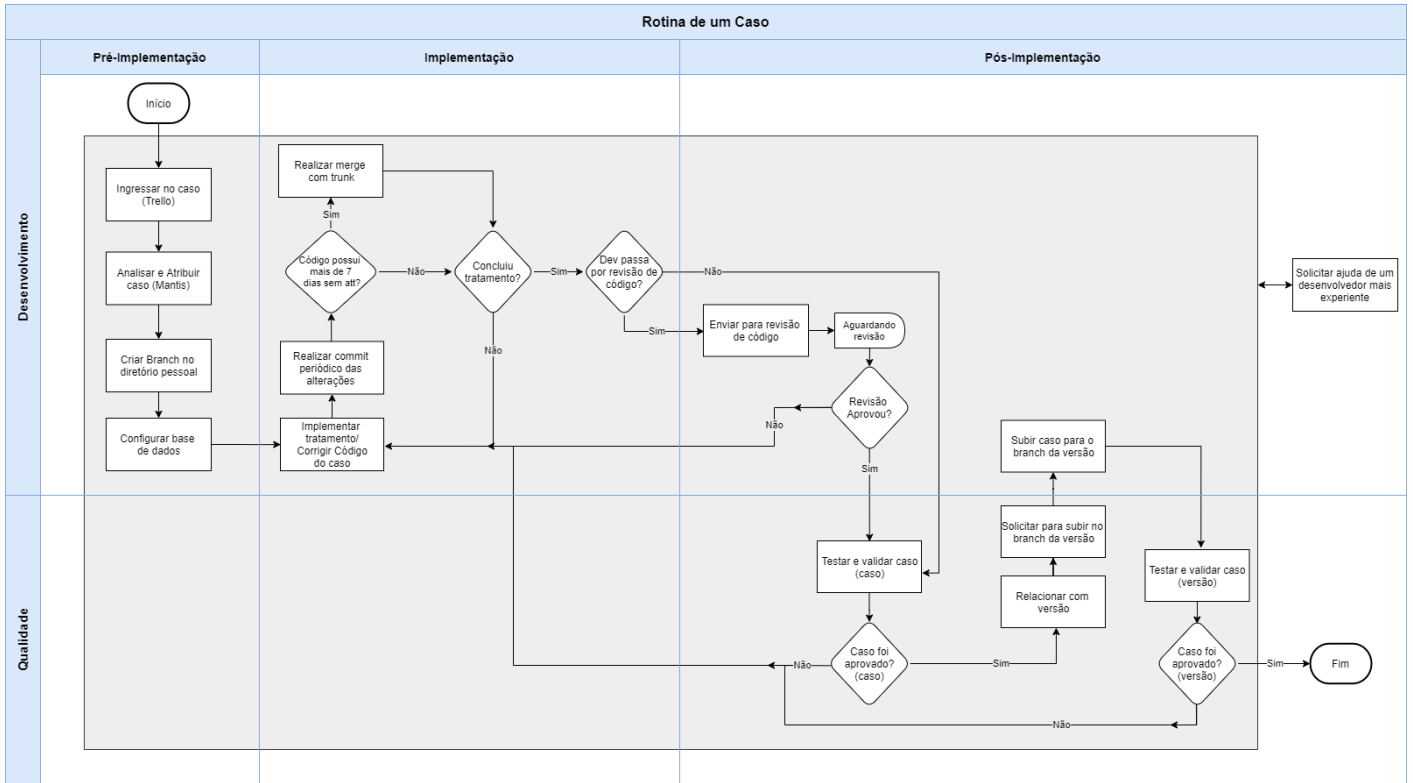 Rotina de um Caso
Pré-Implementação
Implementação
Pós-Implementação
Desenvolvimento
Qualidade
Início
Ingressar no caso
(Trello)
Analisar e Atribuir
caso (Mantis)
Criar Branch no
diretório pessoal
Configurar base
de dados
Realizar merge
com trunk
Sim
Código possui
mais de 7
dias sem att?
Não
Realizar commit
periódico das
alterações
Implementar
tratamento/
Corrigir Código
do caso
Concluiu
tratamento?
Sim
Não
Dev passa
por revisão de
código?
Não
Sim
Enviar para revisão
de código
Aguardando
revisão
Revisão
Aprovou?
Não
Sim
Solicitar ajuda de um
desenvolvedor mais
experiente
Subir caso para o
branch da versão
Solicitar para subir no
branch da versão
Relacionar com
versão
Testar e validar caso
(caso)
Caso foi
aprovado?
(caso)
Não
Sim
Testar e validar caso
(versão)
Caso foi
aprovado?
(versão)
Sim
Não
Fim